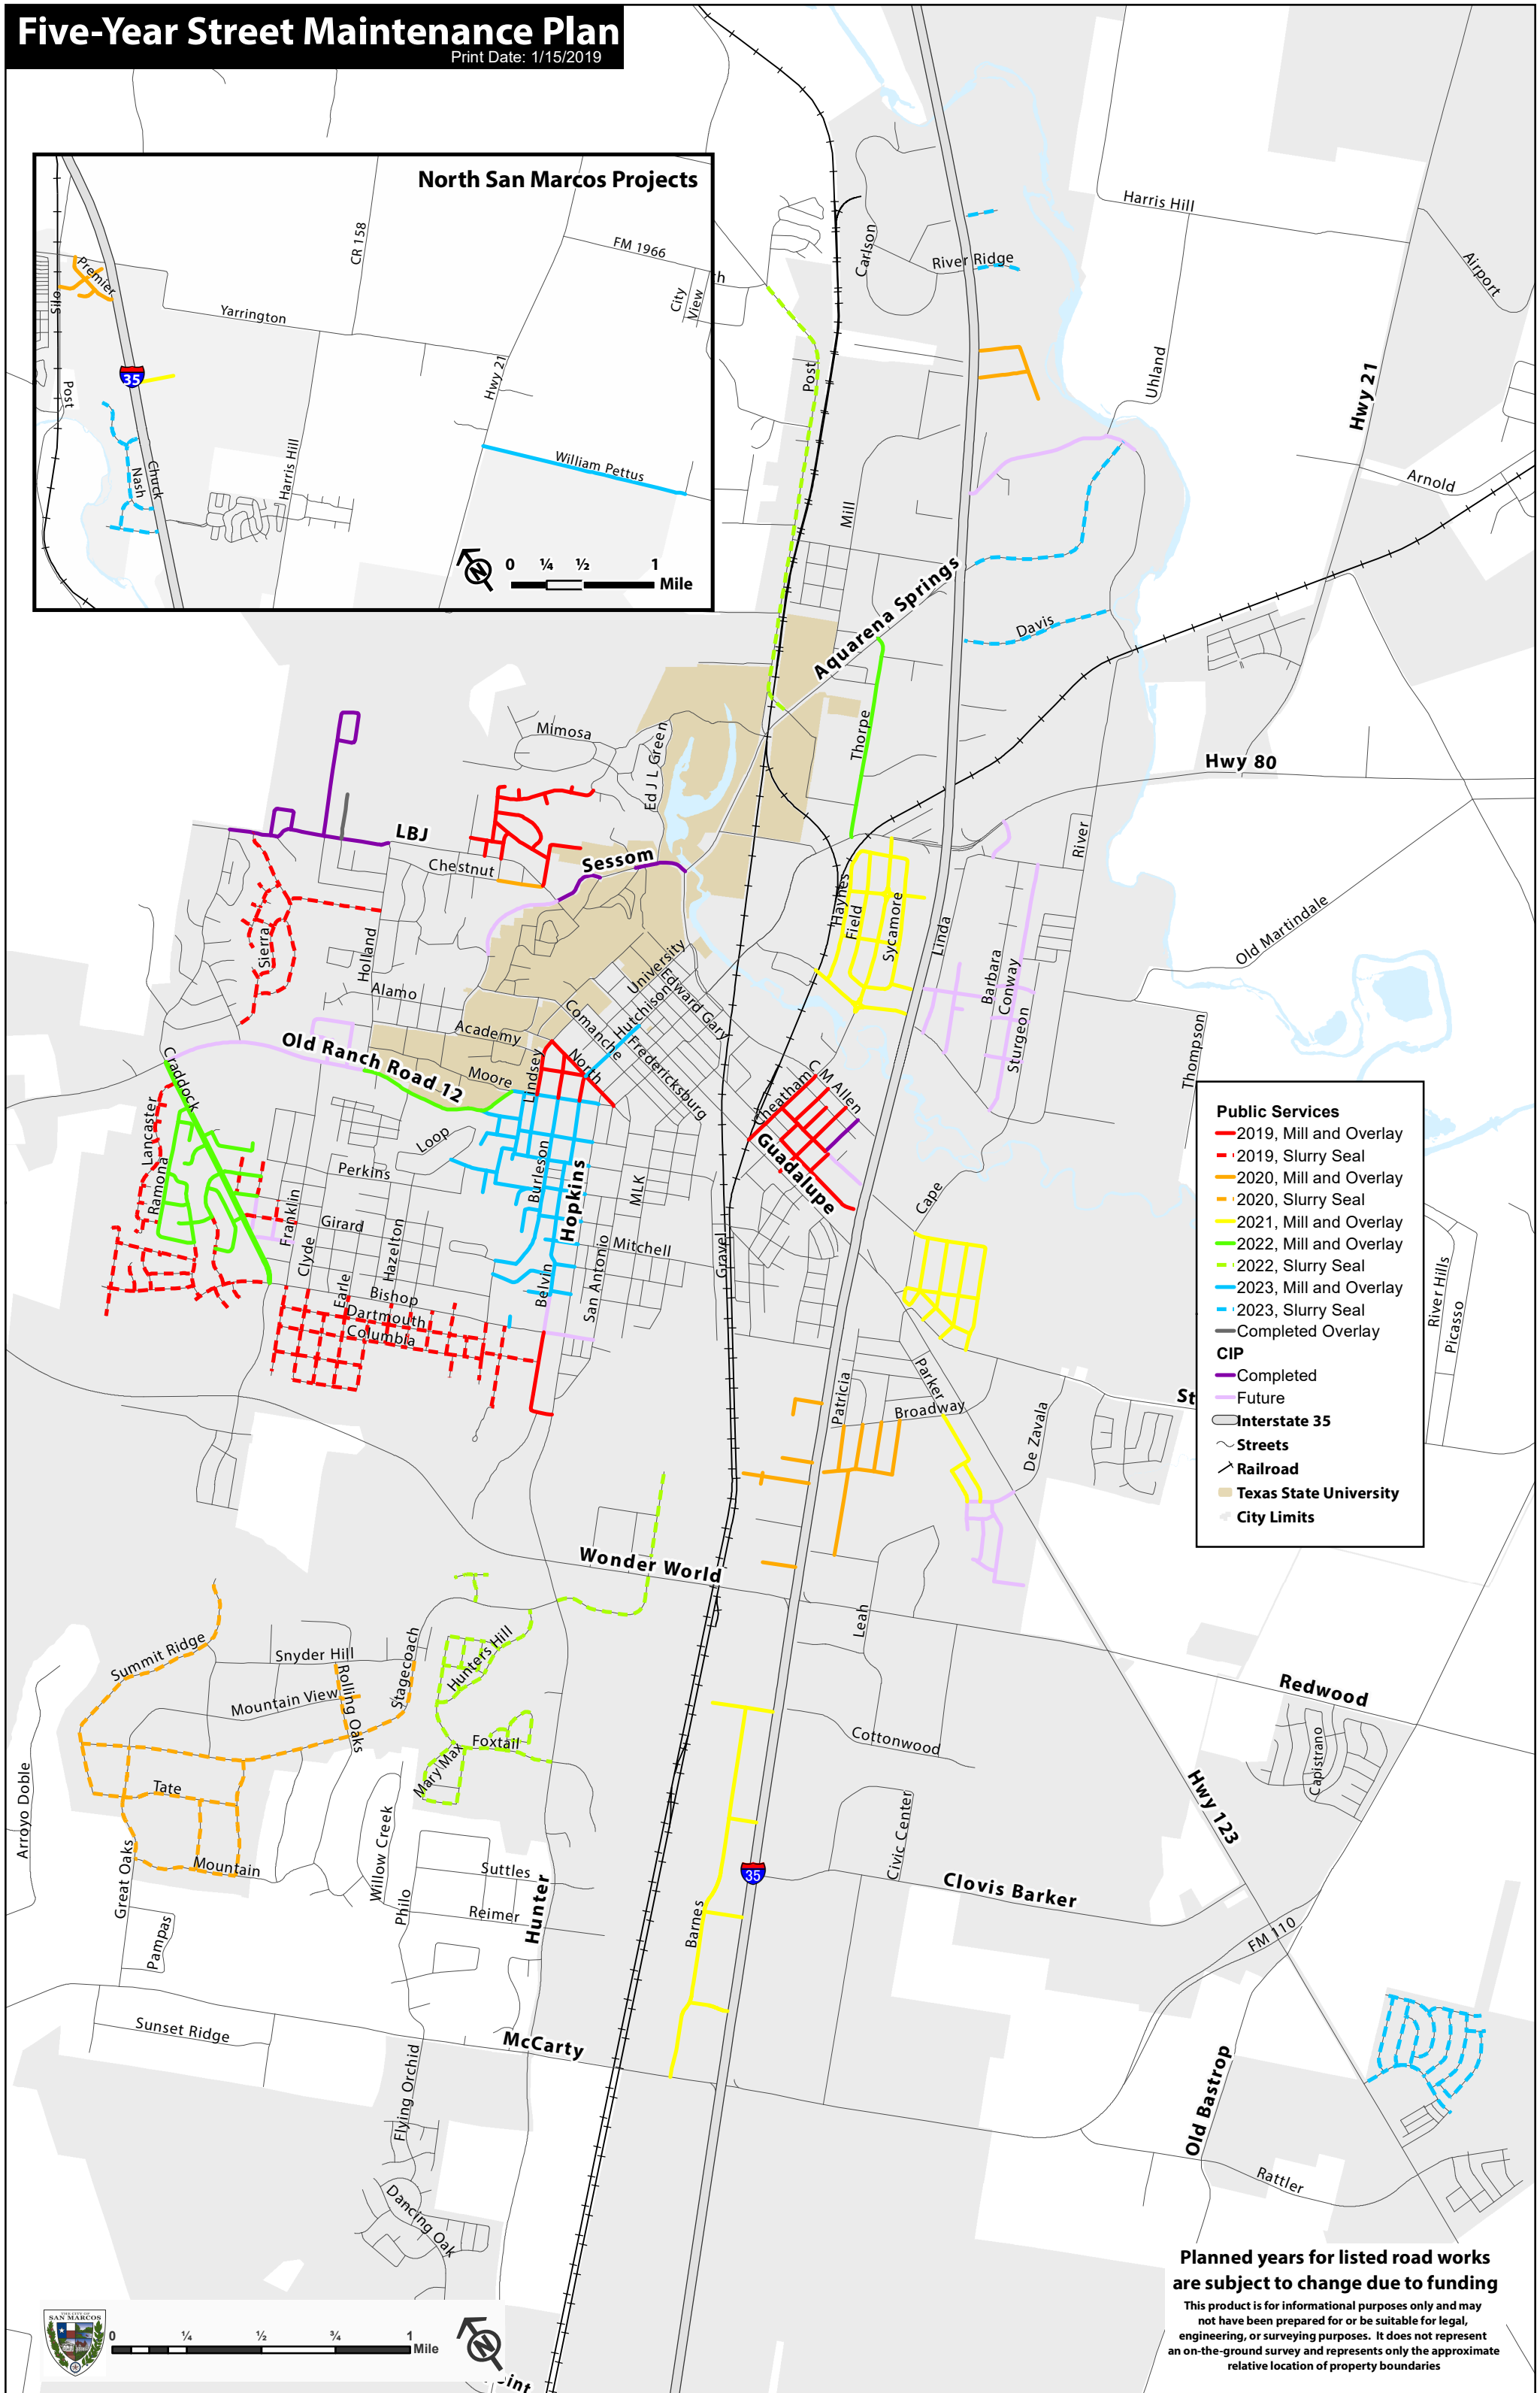 Five-Year Street Maintenance Plan
Print Date: 1/15/2019
North San Marcos Projects
CR 158
FM 1966
City
View
Premier
Silo
Yarrington
Post
35
Hwy 21
Harris Hill
William Pettus
Chuck
Nash
N
0 ¼ ½ 1
Mile
Harris Hill
Carlson
River Ridge
Airport
Post
Uhland
Hwy 21
Arnold
Mill
Aquarena Springs
Davis
Mimosa
Ed J L Green
Thorpe
Hwy 80
LBJ
Chestnut
Sessom
River
Haynes
Field
Sycamore
Linda
Old Martindale
Sierra
Holland
Alamo
University
Edward Gary
Hutchison
Comanche
Fredericksburg
Barbara
Conway
Sturgeon
Thompson
Academy
Old Ranch Road 12
Moore
Lindsey
North
Craddock
Lancaster
Ramona
Loop
Perkins
Burleson
Hopkins
MLK
Cheatham
C M Allen
Guadalupe
Cape
Franklin
Girard
Clyde
Hazelton
Mitchell
Gravel
San Antonio
Belvin
Earle
Bishop
Dartmouth
Columbia
Patricia
Parker
Broadway
De Zavala
St
River Hills
Picasso
Public Services
2019, Mill and Overlay
2019, Slurry Seal
2020, Mill and Overlay
2020, Slurry Seal
2021, Mill and Overlay
2022, Mill and Overlay
2022, Slurry Seal
2023, Mill and Overlay
2023, Slurry Seal
Completed Overlay
CIP
Completed
Future
Interstate 35
Streets
Railroad
Texas State University
City Limits
Wonder World
Leah
Summit Ridge
Snyder Hill
Stagecoach
Hunters Hill
Mountain View
Rolling Oaks
Redwood
Foxtail
Mary Max
Cottonwood
Capistrano
Arroyo Doble
Tate
Hwy 123
Willow Creek
Great Oaks
Mountain
Suttles
Civic Center
35
Clovis Barker
Philo
Reimer
Hunter
Barnes
Pampas
FM 110
Sunset Ridge
McCarty
Flying Orchid
Old Bastrop
Rattler
Dancing Oak
Planned years for listed road works
are subject to change due to funding
This product is for informational purposes only and may
not have been prepared for or be suitable for legal,
engineering, or surveying purposes. It does not represent
an on-the-ground survey and represents only the approximate
relative location of property boundaries
THE CITY OF
SAN MARCOS
0 ¼ ½ ¾ 1
Mile
N
oint